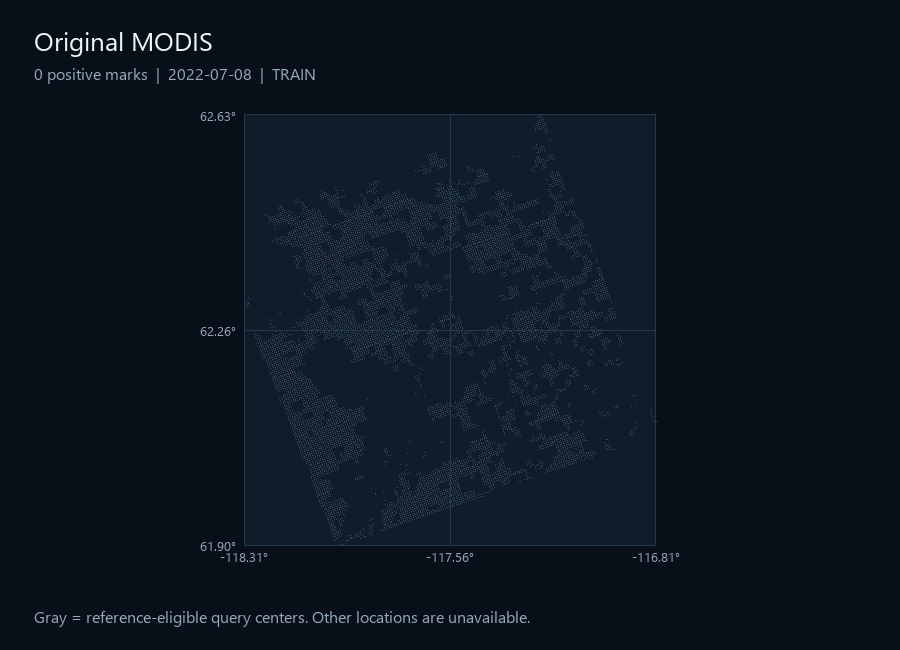 Original MODIS
0 positive marks | 2022-07-08 | TRAIN
62.63°
62.26°
61.90°
-118.31° -117.56° -116.81°
Gray = reference-eligible query centers. Other locations are unavailable.